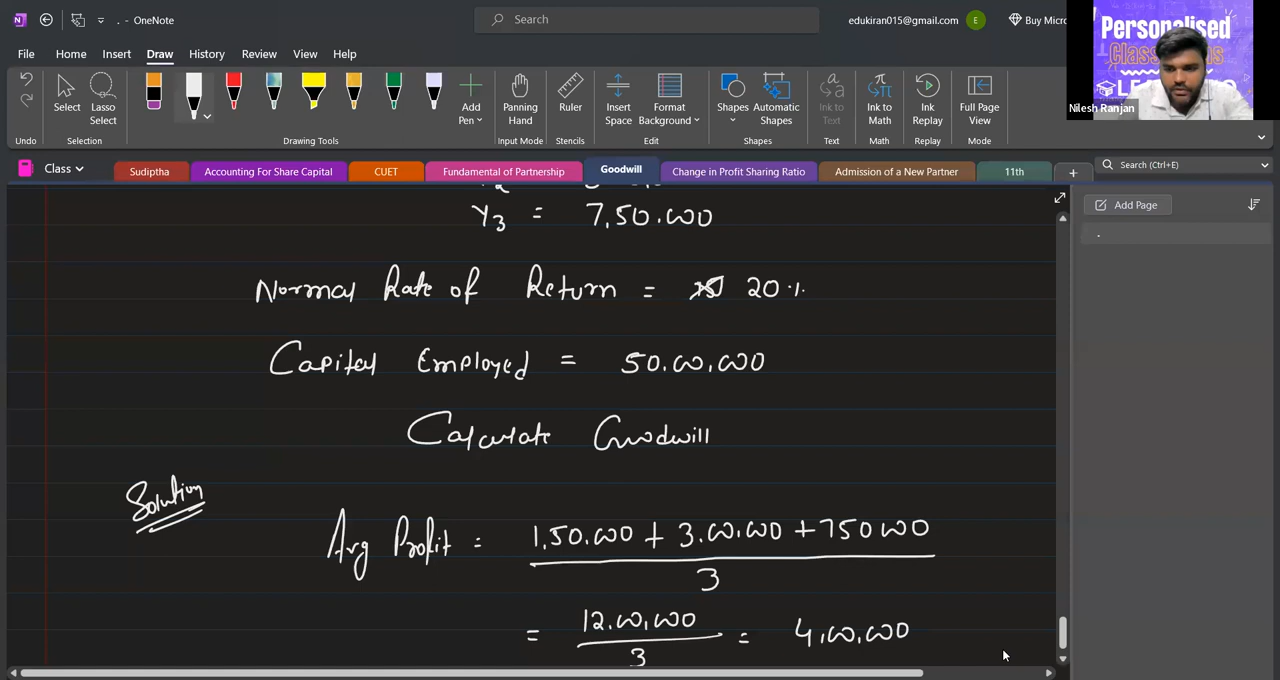 . - OneNote
Search
edukiran015@gmail.com E
Buy Micro
File Home Insert Draw History Review View Help
Undo
Select
Lasso Select
Selection
Drawing Tools
Add Pen
Panning Hand
Input Mode
Ruler
Stencils
Insert Space
Format Background
Edit
Shapes
Automatic Shapes
Shapes
Ink to Text
Convert
Ink to Math
Math
Ink Replay
Replay
Full Page View
Mode
Personalised
Nilesh Ranjan
Class
Sudiptha
Accounting For Share Capital
CUET
Fundamental of Partnership
Goodwill
Change in Profit Sharing Ratio
Admission of a New Partner
11th
+
Search (Ctrl+E)
Add Page
Y3 = 7,50.000
Normal Rate of Return = 20%
Capital Employed = 50.00.000
Calculate Goodwill
Solution
Avg Profit = 1,50.000 + 3.00.000 + 750000
3
= 12.00.000 = 4,00,000
3